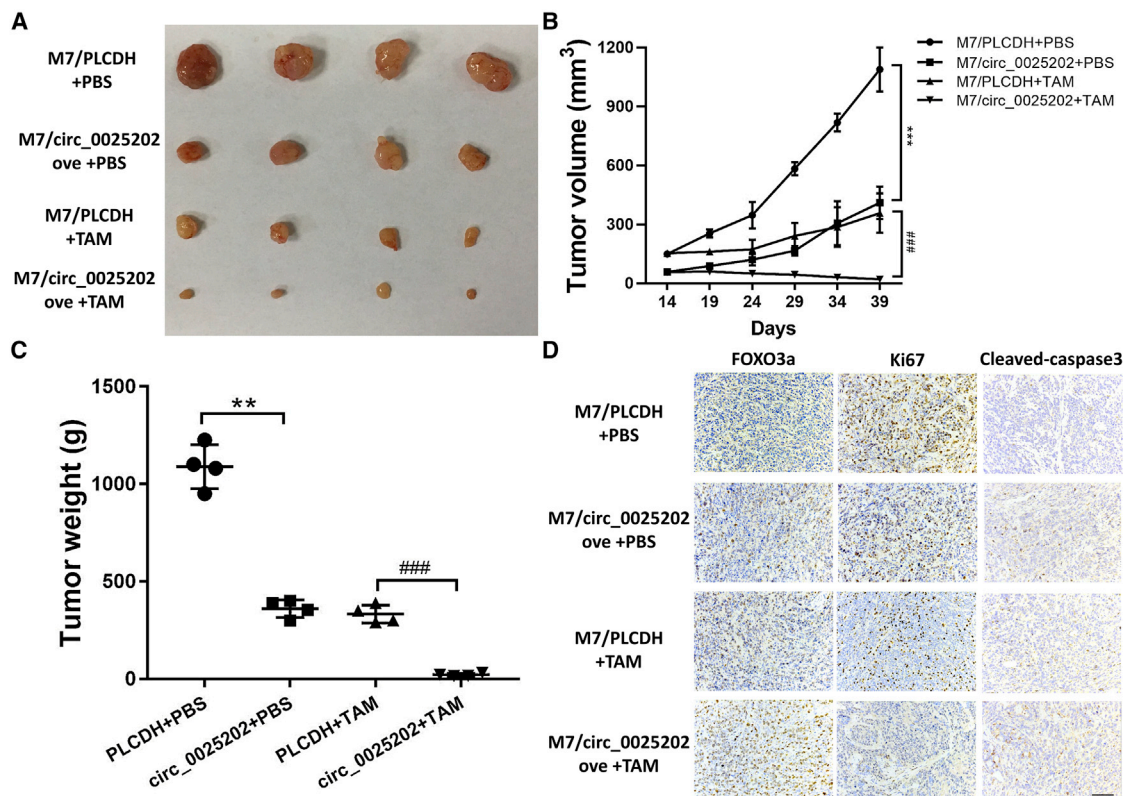 A
M7/PLCDH
+PBS
M7/circ_0025202
ove +PBS
M7/PLCDH
+TAM
M7/circ_0025202
ove +TAM
B
Tumor volume (mm3)
1200
900
600
300
0
14 19 24 29 34 39
Days
M7/PLCDH+PBS
M7/circ_0025202+PBS
M7/PLCDH+TAM
M7/circ_0025202+TAM
***
###
C
Tumor weight (g)
1500
1000
500
0
**
###
PLCDH+PBS
circ_0025202+PBS
PLCDH+TAM
circ_0025202+TAM
D
FOXO3a Ki67 Cleaved-caspase3
M7/PLCDH
+PBS
M7/circ_0025202
ove +PBS
M7/PLCDH
+TAM
M7/circ_0025202
ove +TAM